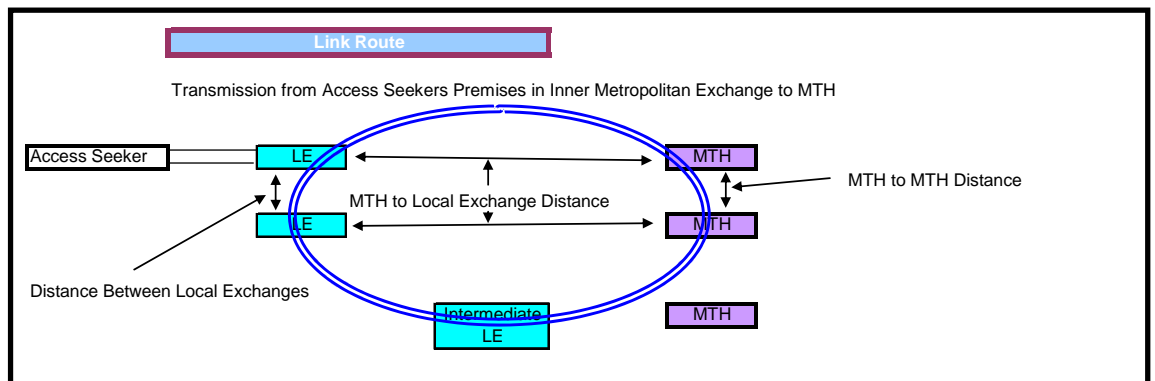 Link Route
Transmission from Access Seekers Premises in Inner Metropolitan Exchange to MTH
Access Seeker
LE
MTH
MTH to MTH Distance
MTH to Local Exchange Distance
LE
MTH
Distance Between Local Exchanges
Intermediate
LE
MTH